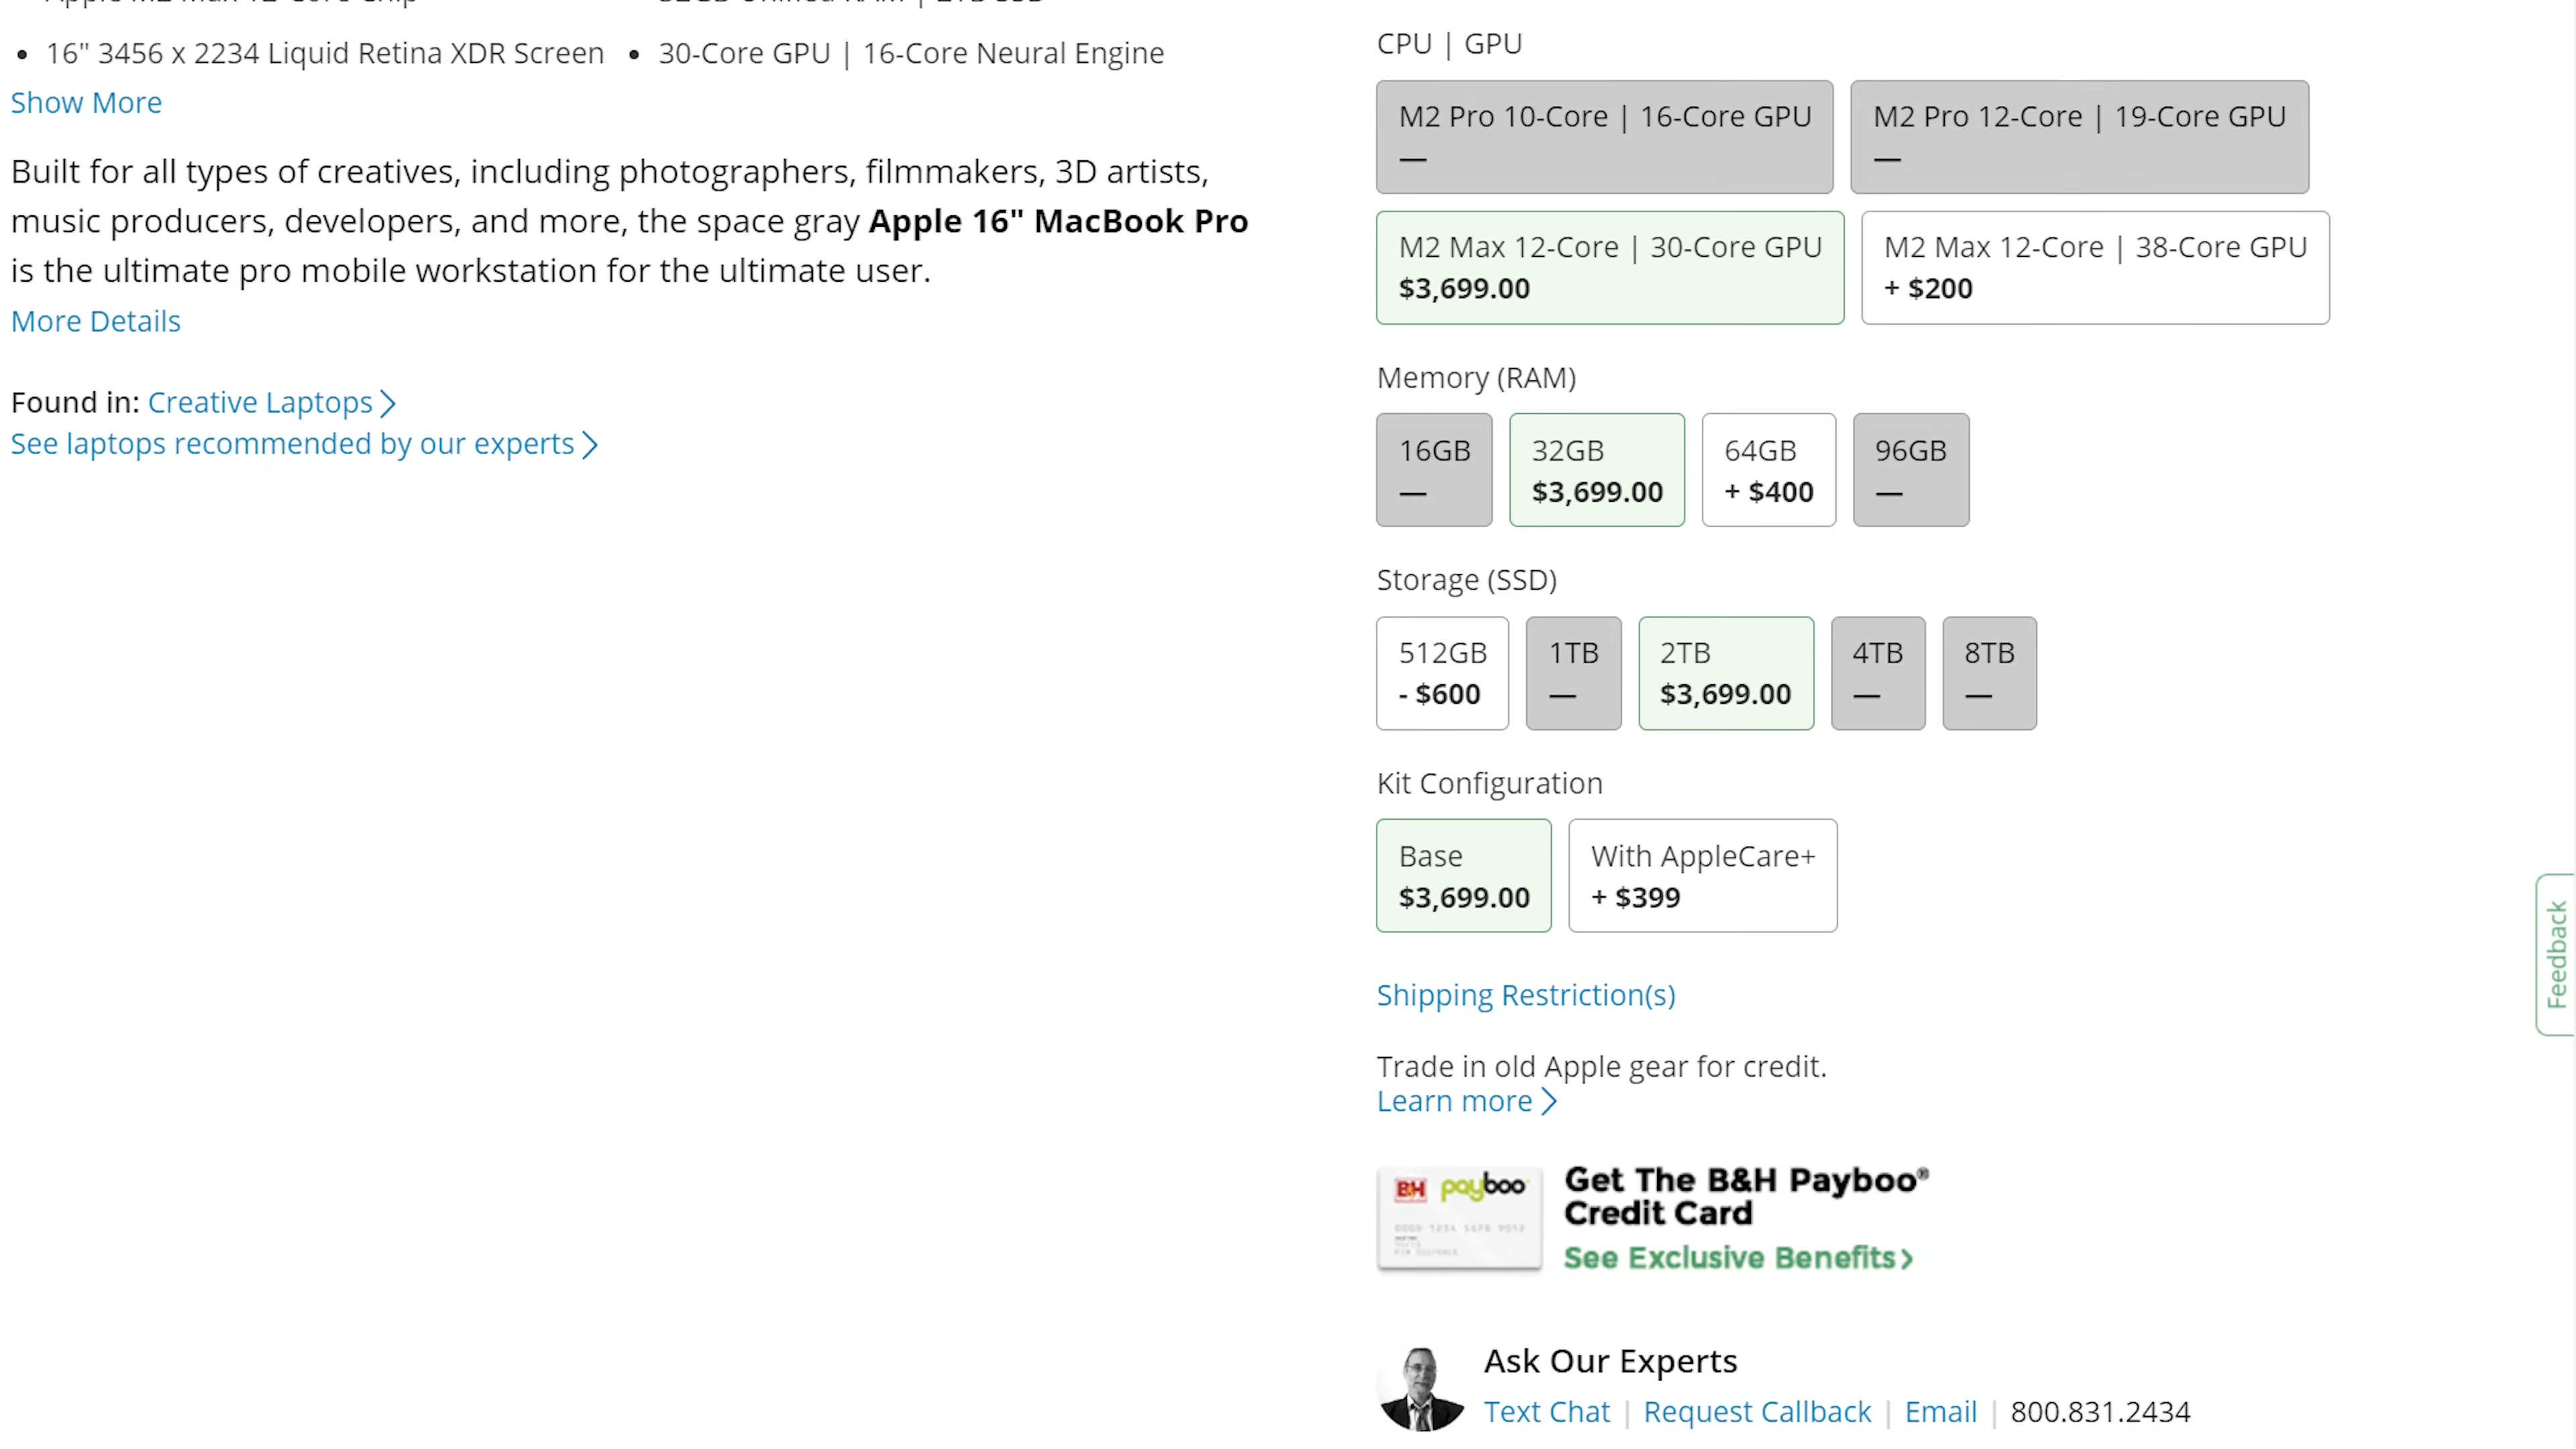 16" 3456 x 2234 Liquid Retina XDR Screen
30-Core GPU | 16-Core Neural Engine
Show More
Built for all types of creatives, including photographers, filmmakers, 3D artists,
music producers, developers, and more, the space gray Apple 16" MacBook Pro
is the ultimate pro mobile workstation for the ultimate user.
More Details
Found in: Creative Laptops
See laptops recommended by our experts
CPU | GPU
M2 Pro 10-Core | 16-Core GPU
—
M2 Pro 12-Core | 19-Core GPU
—
M2 Max 12-Core | 30-Core GPU
$3,699.00
M2 Max 12-Core | 38-Core GPU
+ $200
Memory (RAM)
16GB
—
32GB
$3,699.00
64GB
+ $400
96GB
—
Storage (SSD)
512GB
- $600
1TB
—
2TB
$3,699.00
4TB
—
8TB
—
Kit Configuration
Base
$3,699.00
With AppleCare+
+ $399
Shipping Restriction(s)
Trade in old Apple gear for credit.
Learn more
B&H payboo
Get The B&H Payboo®
Credit Card
See Exclusive Benefits
Ask Our Experts
Text Chat | Request Callback | Email | 800.831.2434
Feedback